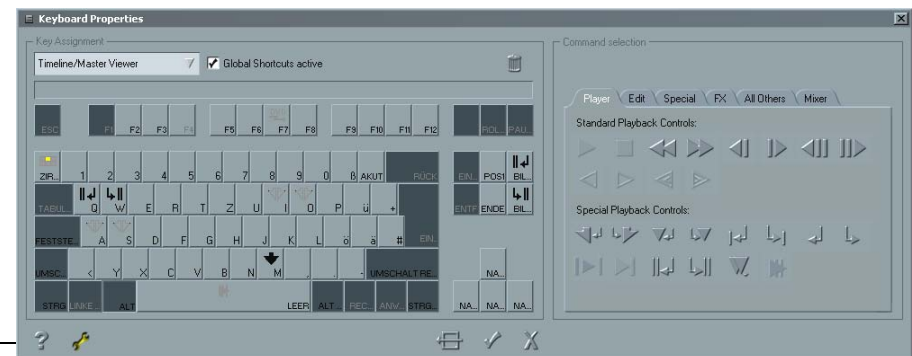 Keyboard Properties
Key Assignment
Timeline/Master Viewer
Global Shortcuts active
ESC F1 F2 F3 F4 F5 F6 F7 F8 F9 F10 F11 F12 ROL... PAU...
ZIR... 1 2 3 4 5 6 7 8 9 0 ß AKUT RÜCK EIN... POS1 BIL...
TABUL... Q W E R T Z U I O P ü + ENTF ENDE BIL...
FESTSTE... A S D F G H J K L ö ä # EIN...
UMSC... < Y X C V B N M , . - UMSCHALT RE... NA...
STRG LINKE... ALT LEER ALT... REC... ANW... STRG... NA... NA... NA...
Command selection
Player Edit Special FX All Others Mixer
Standard Playback Controls:
Special Playback Controls: